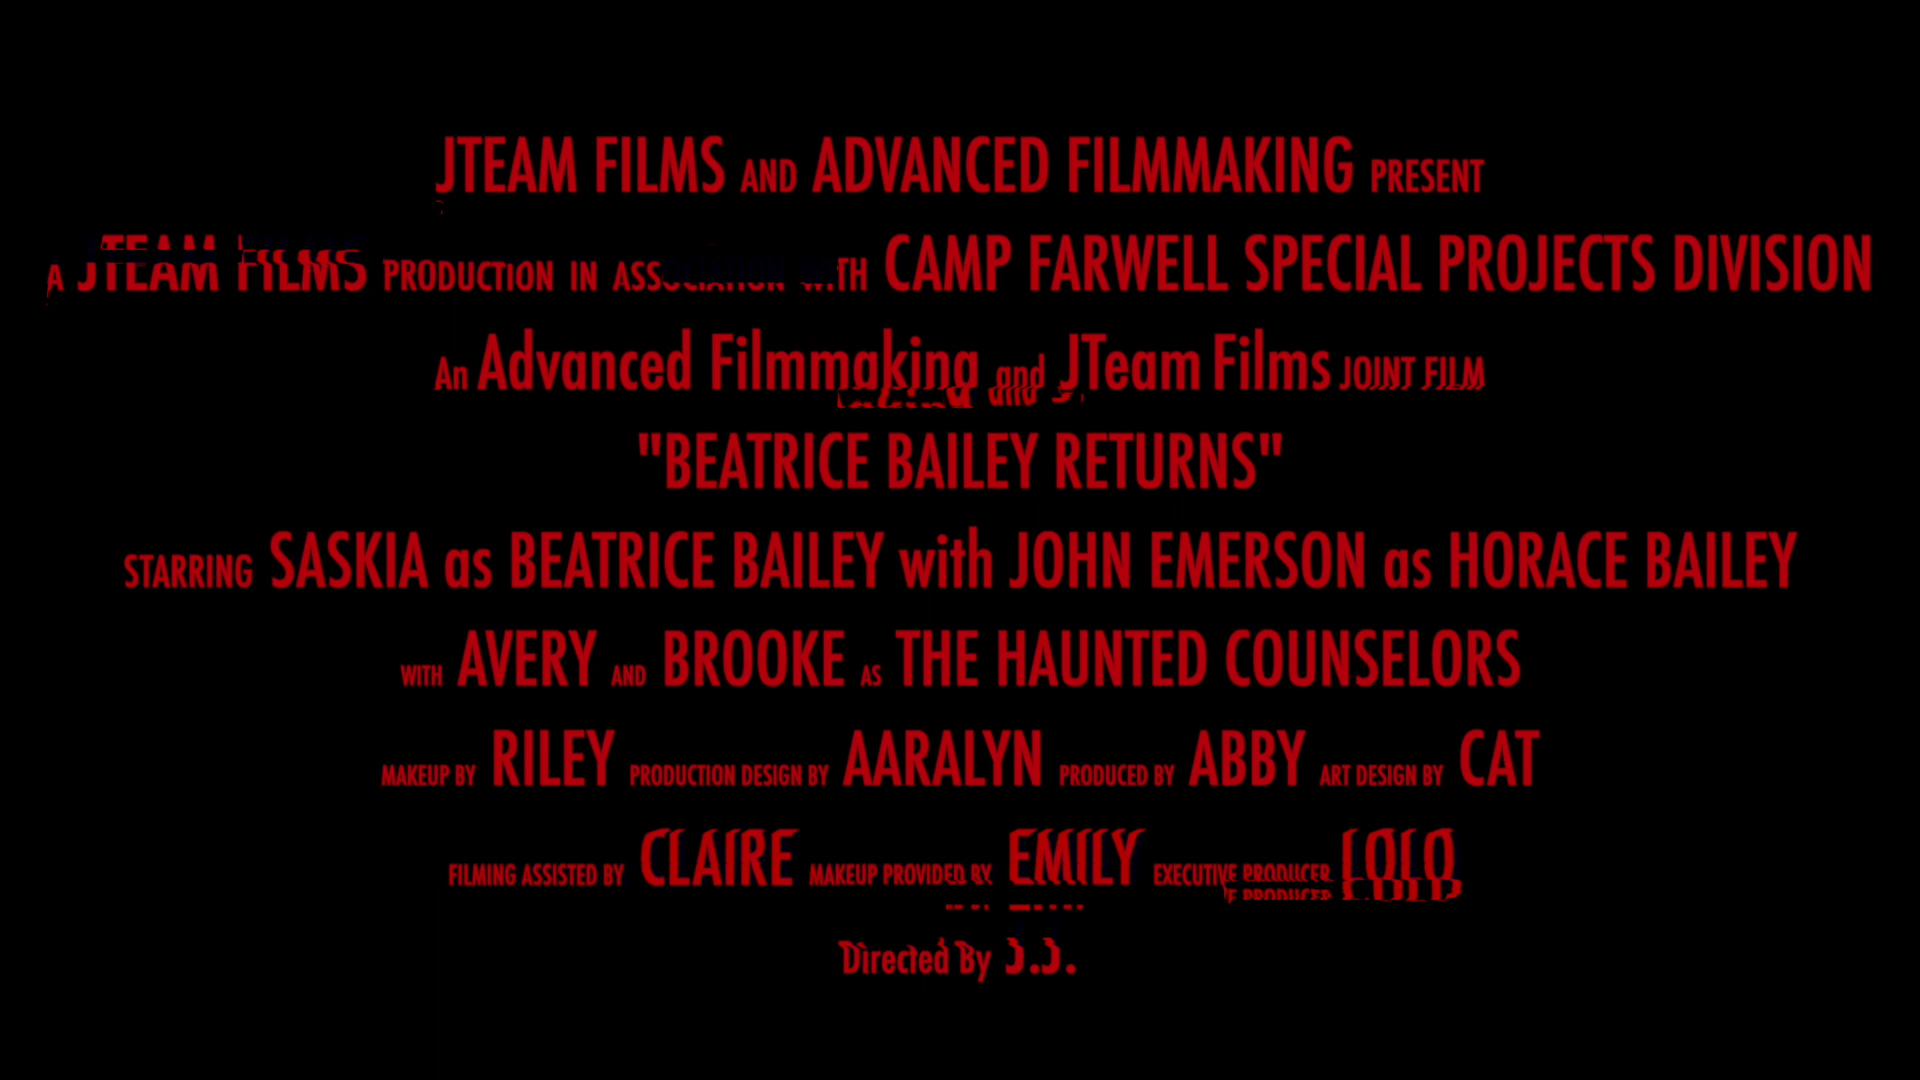 JTEAM FILMS AND ADVANCED FILMMAKING PRESENT
A JTEAM FILMS PRODUCTION IN ASSOCIATION WITH CAMP FARWELL SPECIAL PROJECTS DIVISION
An Advanced Filmmaking and JTeam Films JOINT FILM
"BEATRICE BAILEY RETURNS"
STARRING SASKIA as BEATRICE BAILEY with JOHN EMERSON as HORACE BAILEY
WITH AVERY AND BROOKE AS THE HAUNTED COUNSELORS
MAKEUP BY RILEY PRODUCTION DESIGN BY AARALYN PRODUCED BY ABBY ART DESIGN BY CAT
FILMING ASSISTED BY CLAIRE MAKEUP PROVIDED BY EMILY EXECUTIVE PRODUCER LOLO
Directed By J.J.